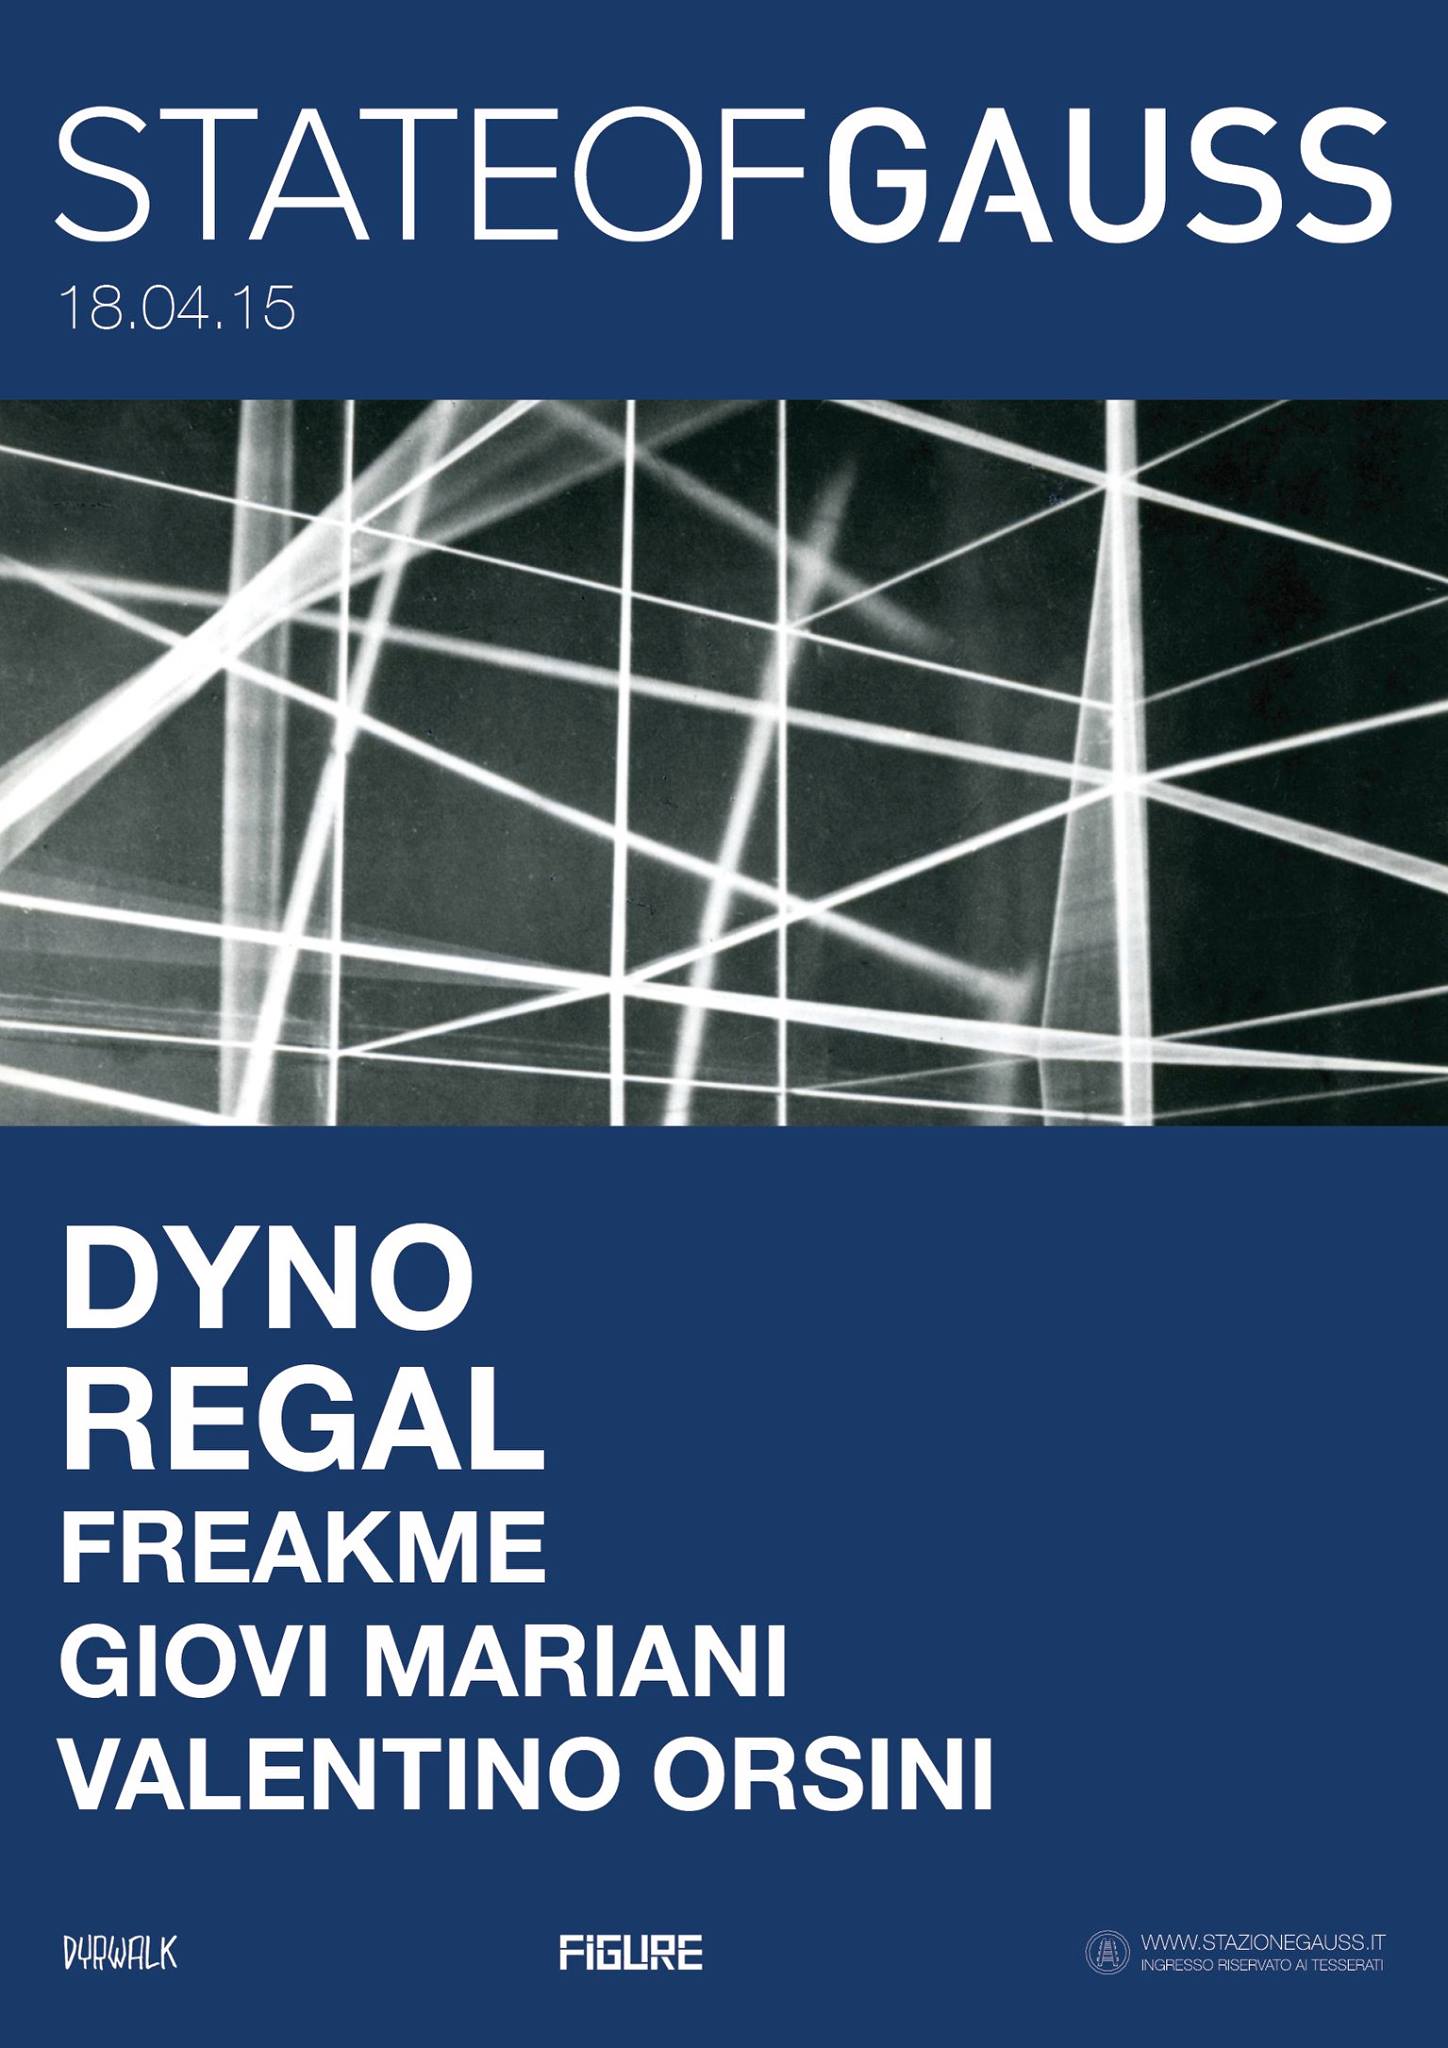 STATEOFGAUSS
18.04.15
DYNO
REGAL
FREAKME
GIOVI MARIANI
VALENTINO ORSINI
DYRWALK
FIGURE
WWW.STAZIONEGAUSS.IT
INGRESSO RISERVATO AI TESSERATI